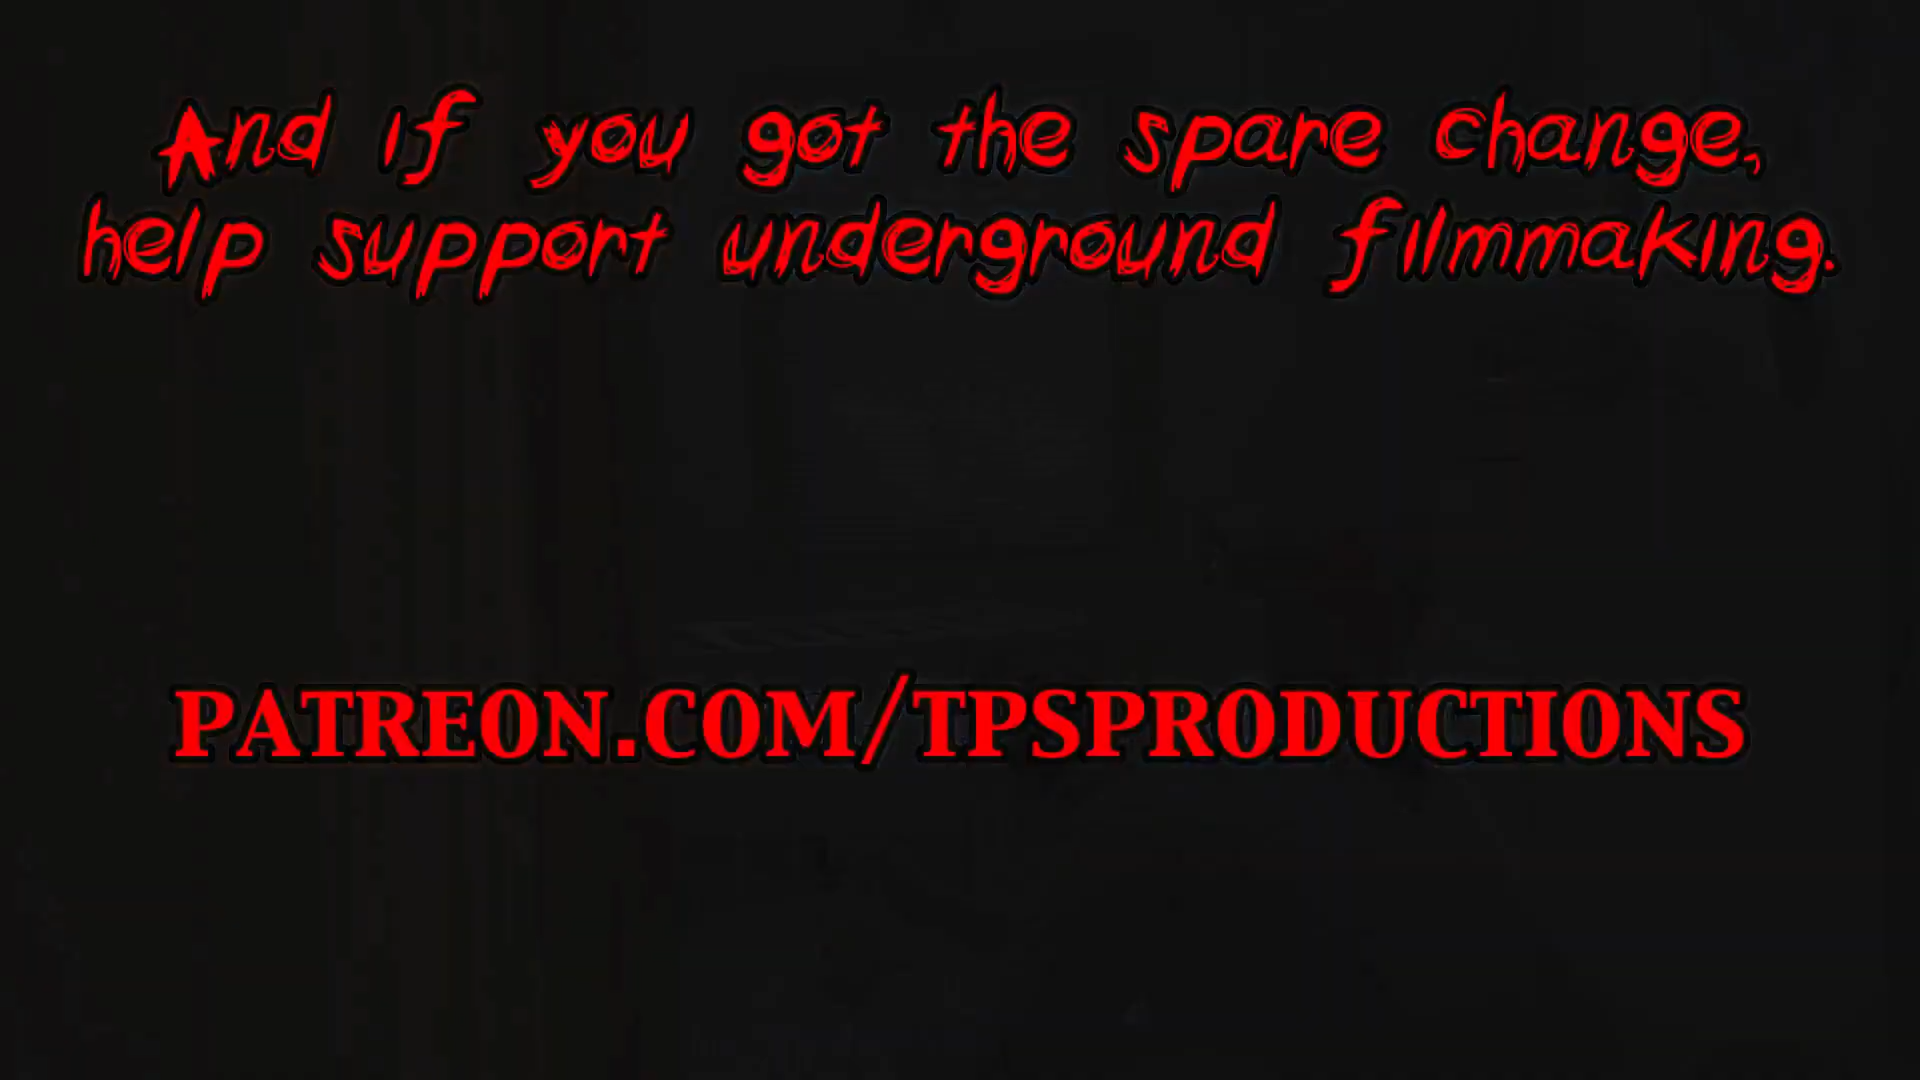 And if you got the spare change,
help support underground filmmaking.
PATREON.COM/TPSPRODUCTIONS